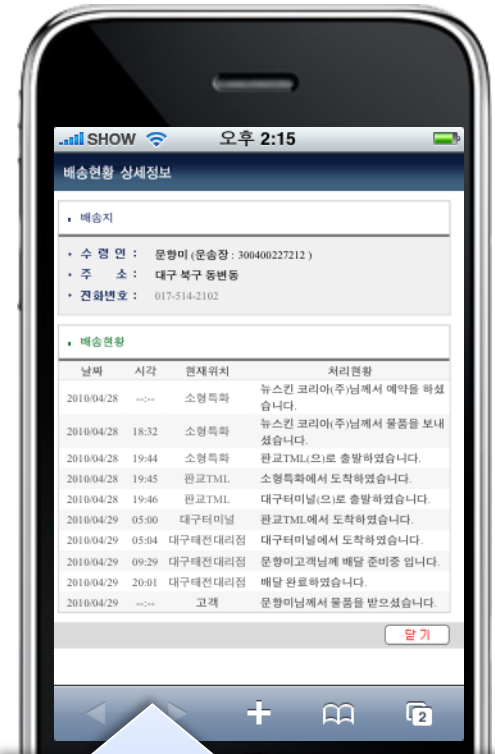 SHOW 오후 2:15
배송현황 상세정보
배송지
수 령 인 : 문향미 (운송장 : 300400227212 )
주 소 : 대구 북구 동변동
전화번호 : 017-514-2102
배송현황
날짜 시각 현재위치 처리현황
2010/04/28 --:-- 소형특화 뉴스킨 코리아(주)님께서 예약을 하셨
습니다.
2010/04/28 18:32 소형특화 뉴스킨 코리아(주)님께서 물품을 보내
셨습니다.
2010/04/28 19:44 소형특화 판교TML(으)로 출발하였습니다.
2010/04/28 19:45 판교TML 소형특화에서 도착하였습니다.
2010/04/28 19:46 판교TML 대구터미널(으)로 출발하였습니다.
2010/04/29 05:00 대구터미널 판교TML에서 도착하였습니다.
2010/04/29 05:04 대구태전대리점 대구터미널에서 도착하였습니다.
2010/04/29 09:29 대구태전대리점 문향미고객님께 배달 준비중 입니다.
2010/04/29 20:01 대구태전대리점 배달 완료하였습니다.
2010/04/29 --:-- 고객 문향미님께서 물품을 받으셨습니다.
닫 기
2